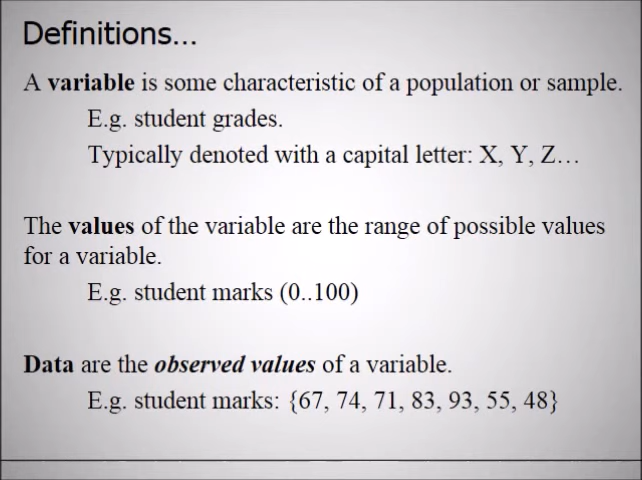 Definitions...
A variable is some characteristic of a population or sample.
E.g. student grades.
Typically denoted with a capital letter: X, Y, Z…
The values of the variable are the range of possible values
for a variable.
E.g. student marks (0..100)
Data are the observed values of a variable.
E.g. student marks: {67, 74, 71, 83, 93, 55, 48}